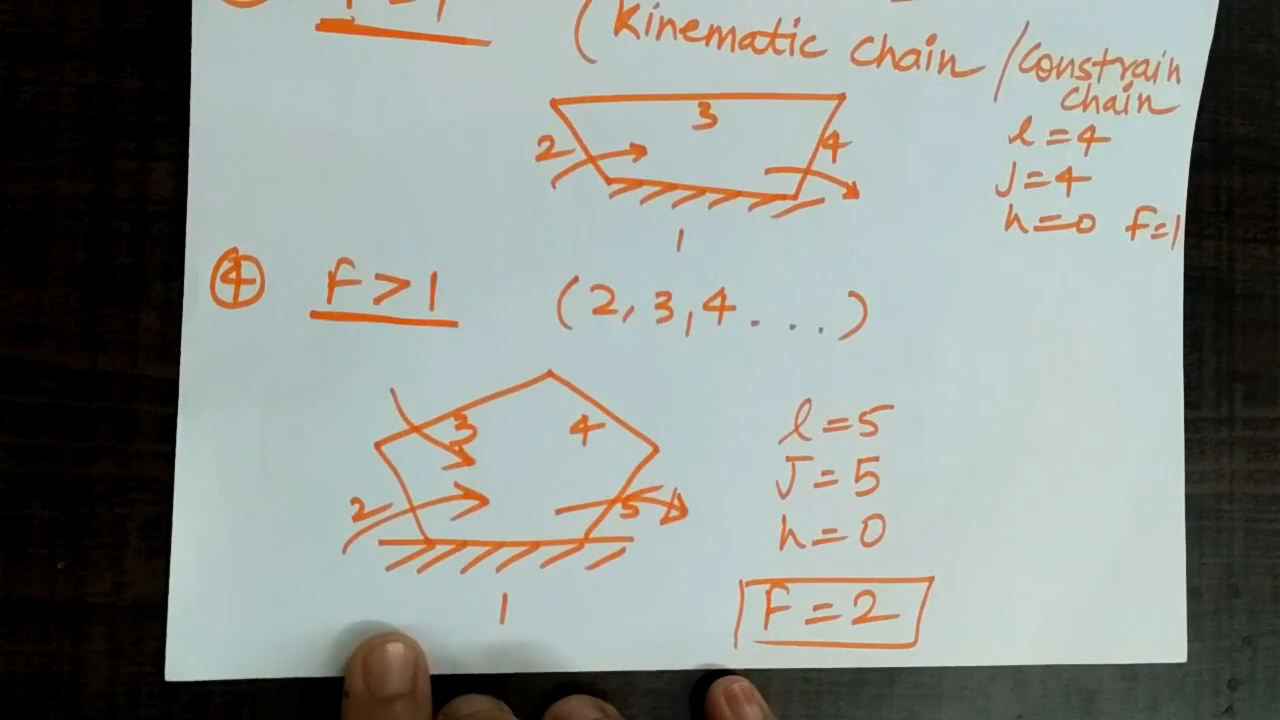 (Kinematic Chain / Constrain
Chain
3
2
4
l=4
J=4
h=0 F=1
1
④ F>1 (2,3,4....)
3
4
2
5
1
l=5
J=5
h=0
F=2